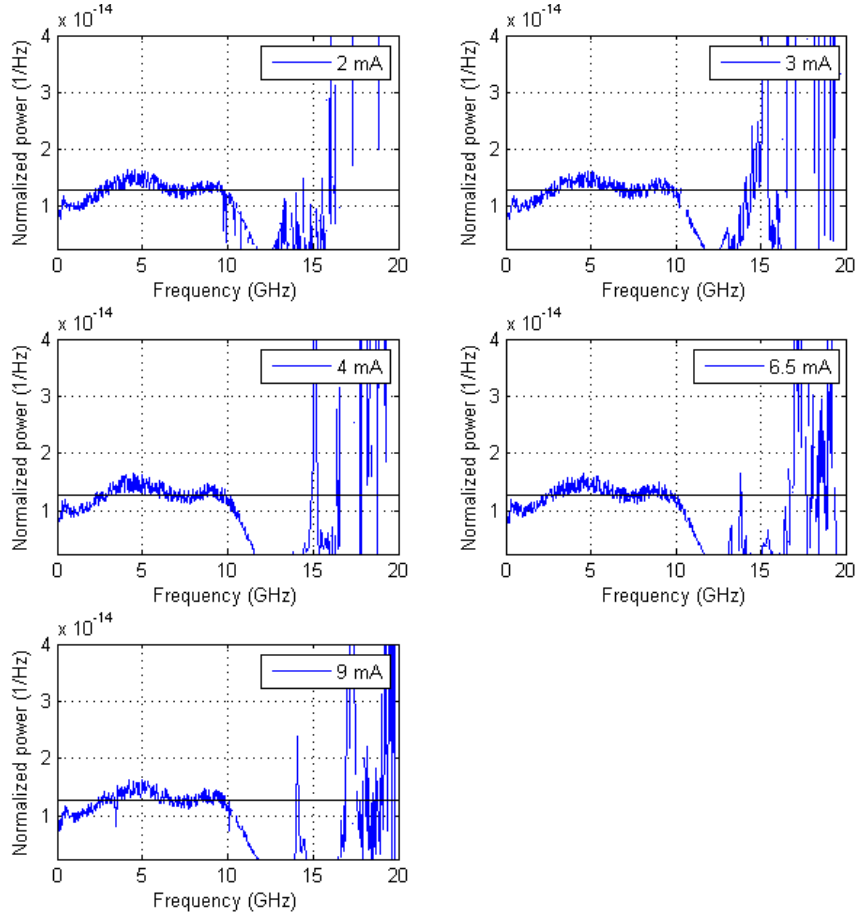 x 10^-14
4
3
2
1
0 5 10 15 20
Normalized power (1/Hz)
Frequency (GHz)
2 mA
x 10^-14
4
3
2
1
0 5 10 15 20
Normalized power (1/Hz)
Frequency (GHz)
3 mA
x 10^-14
4
3
2
1
0 5 10 15 20
Normalized power (1/Hz)
Frequency (GHz)
4 mA
x 10^-14
4
3
2
1
0 5 10 15 20
Normalized power (1/Hz)
Frequency (GHz)
6.5 mA
x 10^-14
4
3
2
1
0 5 10 15 20
Normalized power (1/Hz)
Frequency (GHz)
9 mA